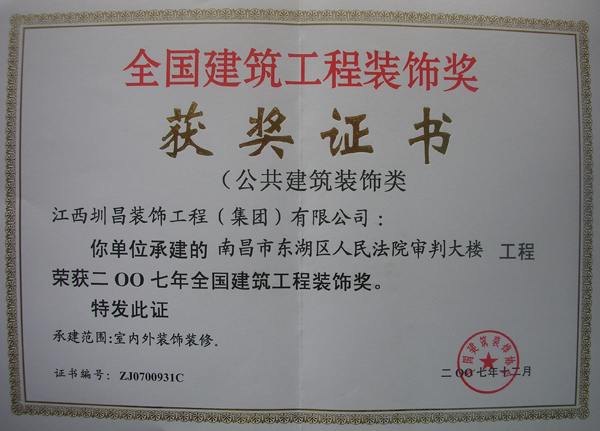 全国建筑工程装饰奖
获奖证书
（公共建筑装饰类
江西圳昌装饰工程（集团）有限公司：
你单位承建的 南昌市东湖区人民法院审判大楼 工程
荣获二OO七年全国建筑工程装饰奖。
特发此证
承建范围:室内外装饰装修.
证书编号： ZJ0700931C
二OO七年十二月